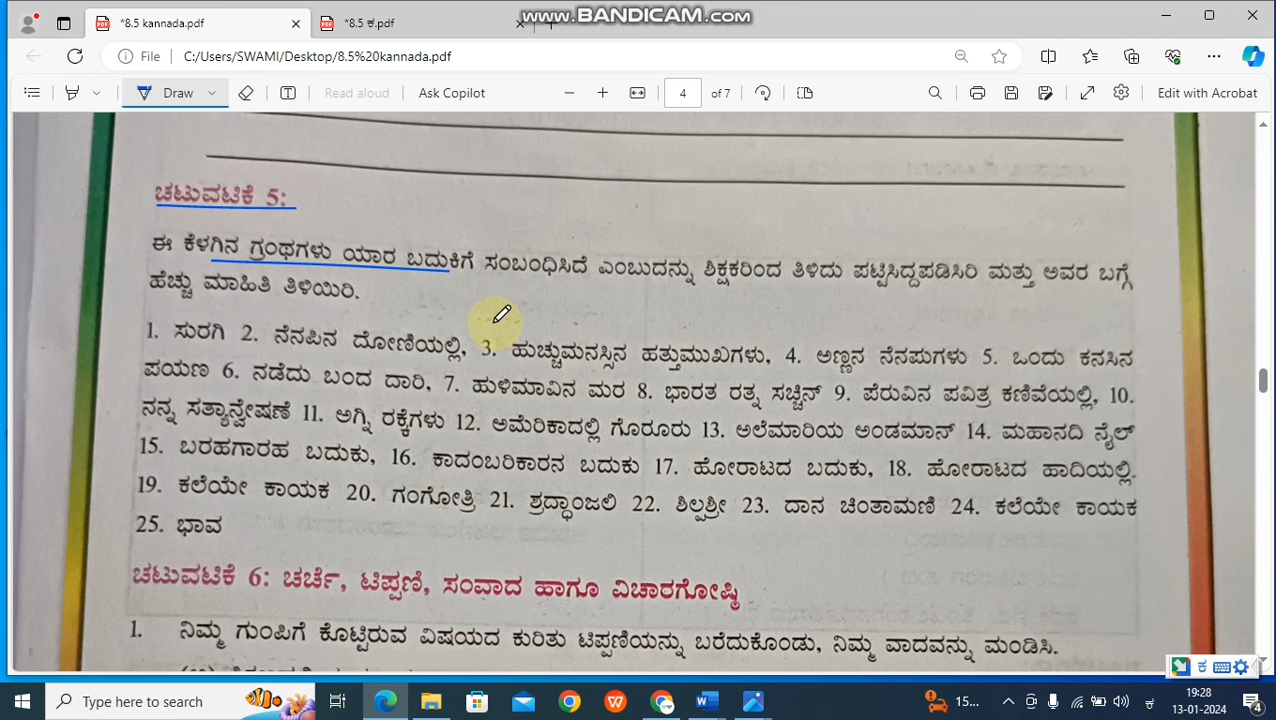 www.BANDICAM.com
*8.5 kannada.pdf
*8.5 ಕ.pdf
File
C:/Users/SWAMI/Desktop/8.5%20kannada.pdf
Draw
Read aloud
Ask Copilot
4
of 7
Edit with Acrobat
ಚಟುವಟಿಕೆ 5:
ಈ ಕೆಳಗಿನ ಗ್ರಂಥಗಳು ಯಾರ ಬದುಕಿಗೆ ಸಂಬಂಧಿಸಿದೆ ಎಂಬುದನ್ನು ಶಿಕ್ಷಕರಿಂದ ತಿಳಿದು ಪಟ್ಟಿಸಿದ್ದಪಡಿಸಿರಿ ಮತ್ತು ಅವರ ಬಗ್ಗೆ
ಹೆಚ್ಚು ಮಾಹಿತಿ ತಿಳಿಯಿರಿ.
1. ಸುರಗಿ 2. ನೆನಪಿನ ದೋಣಿಯಲ್ಲಿ, 3. ಹುಚ್ಚುಮನಸ್ಸಿನ ಹತ್ತುಮುಖಗಳು, 4. ಅಣ್ಣನ ನೆನಪುಗಳು 5. ಒಂದು ಕನಸಿನ
ಪಯಣ 6. ನಡೆದು ಬಂದ ದಾರಿ, 7. ಹುಳಿಮಾವಿನ ಮರ 8. ಭಾರತ ರತ್ನ ಸಚ್ಚಿನ್ 9. ಪೆರುವಿನ ಪವಿತ್ರ ಕಣಿವೆಯಲ್ಲಿ, 10.
ನನ್ನ ಸತ್ಯಾನ್ವೇಷಣೆ 11. ಅಗ್ನಿ ರಕ್ಕೆಗಳು 12. ಅಮೆರಿಕಾದಲ್ಲಿ ಗೊರೂರು 13. ಅಲೆಮಾರಿಯ ಅಂಡಮಾನ್ 14. ಮಹಾನದಿ ನೈಲ್
15. ಬರಹಗಾರಹ ಬದುಕು, 16. ಕಾದಂಬರಿಕಾರನ ಬದುಕು 17. ಹೋರಾಟದ ಬದುಕು, 18. ಹೋರಾಟದ ಹಾದಿಯಲ್ಲಿ.
19. ಕಲೆಯೇ ಕಾಯಕ 20. ಗಂಗೋತ್ರಿ 21. ಶ್ರದ್ಧಾಂಜಲಿ 22. ಶಿಲ್ಪಶ್ರೀ 23. ದಾನ ಚಿಂತಾಮಣಿ 24. ಕಲೆಯೇ ಕಾಯಕ
25. ಭಾವ
ಚಟುವಟಿಕೆ 6: ಚರ್ಚೆ, ಟಿಪ್ಪಣಿ, ಸಂವಾದ ಹಾಗೂ ವಿಚಾರಗೋಷ್ಠಿ
1. ನಿಮ್ಮ ಗುಂಪಿಗೆ ಕೊಟ್ಟಿರುವ ವಿಷಯದ ಕುರಿತು ಟಿಪ್ಪಣಿಯನ್ನು ಬರೆದುಕೊಂಡು, ನಿಮ್ಮ ವಾದವನ್ನು ಮಂಡಿಸಿ.
Type here to search
15...
19:28
13-01-2024